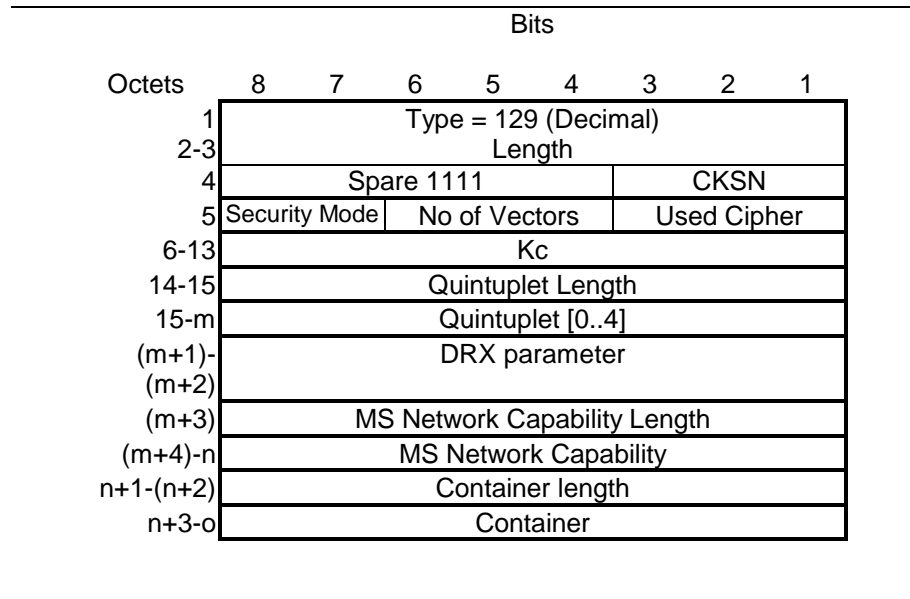 Bits
Octets 8 7 6 5 4 3 2 1
1 Type = 129 (Decimal)
2-3 Length
4 Spare 1111 CKSN
5 Security Mode No of Vectors Used Cipher
6-13 Kc
14-15 Quintuplet Length
15-m Quintuplet [0..4]
(m+1)- DRX parameter
(m+2)
(m+3) MS Network Capability Length
(m+4)-n MS Network Capability
n+1-(n+2) Container length
n+3-o Container